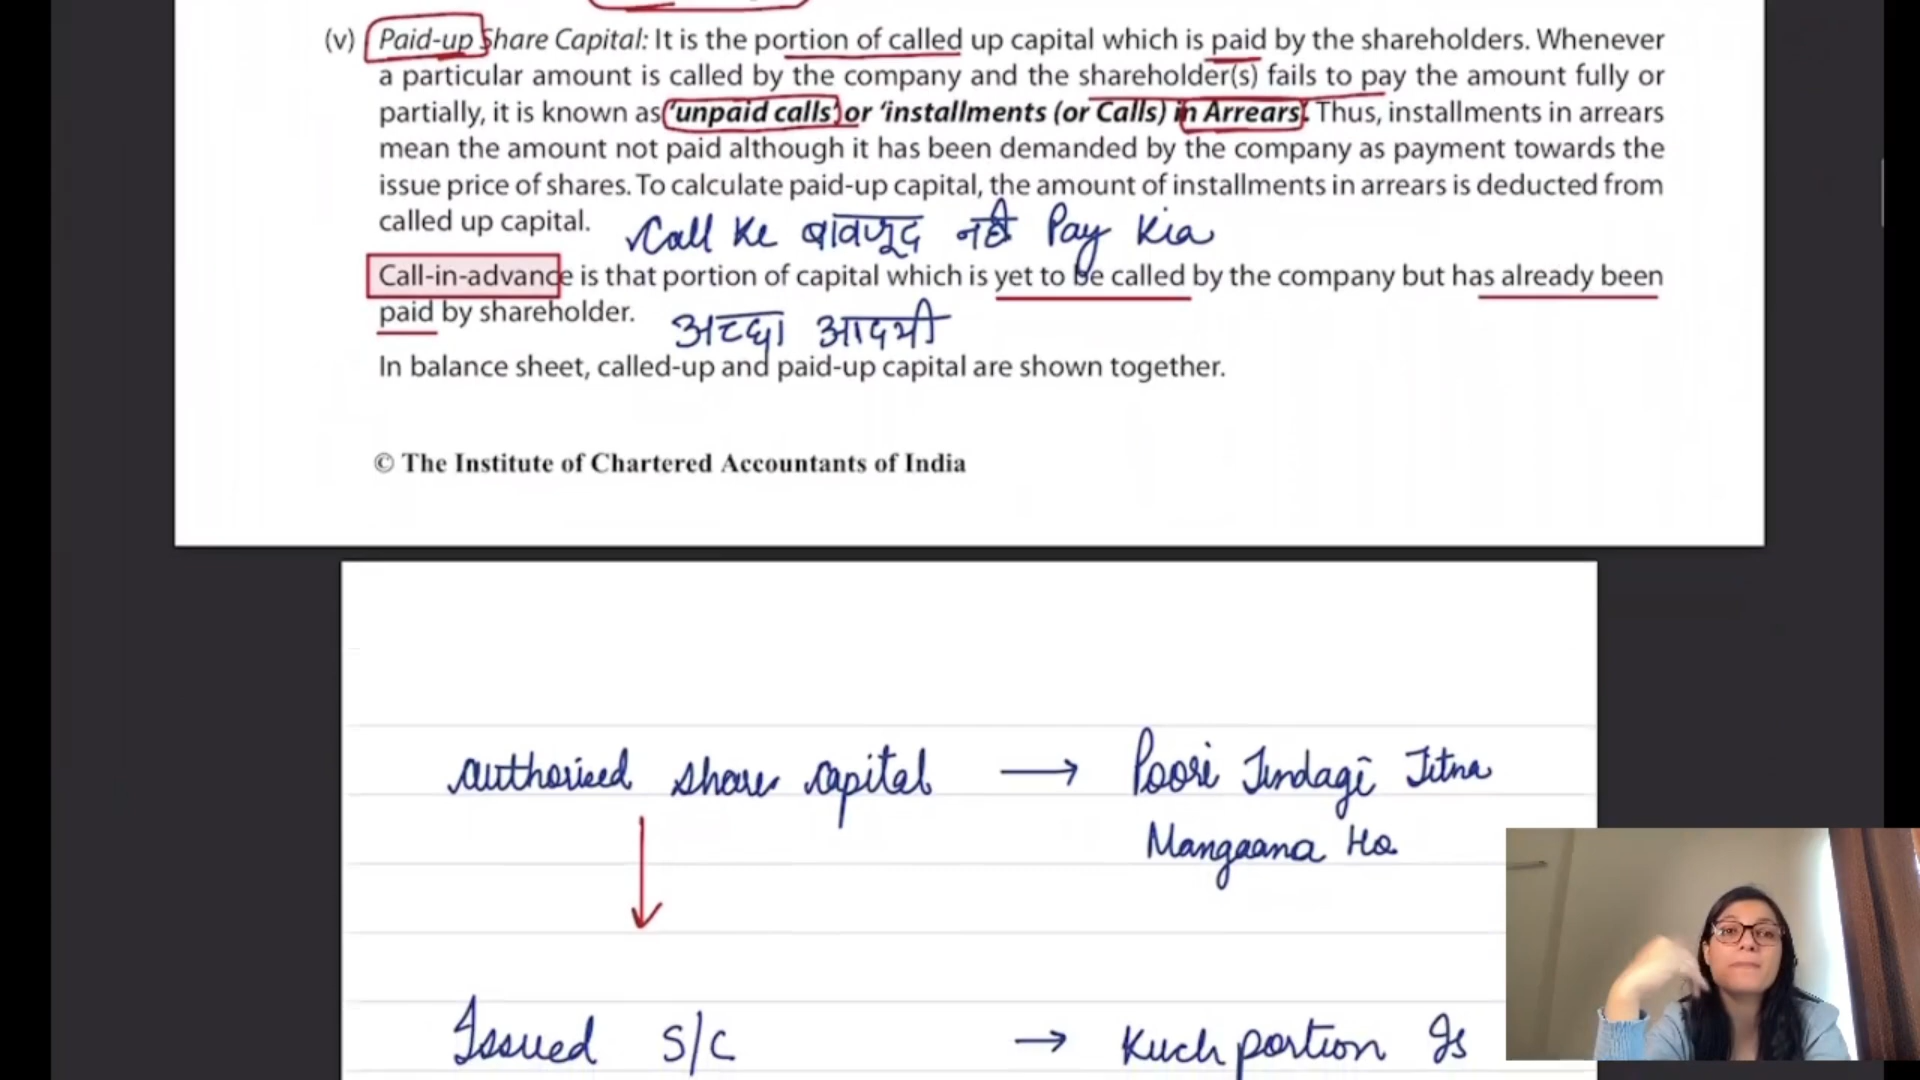 (v) Paid-up Share Capital: It is the portion of called up capital which is paid by the shareholders. Whenever
a particular amount is called by the company and the shareholder(s) fails to pay the amount fully or
partially, it is known as ‘unpaid calls’ or ‘installments (or Calls) in Arrears’. Thus, installments in arrears
mean the amount not paid although it has been demanded by the company as payment towards the
issue price of shares. To calculate paid-up capital, the amount of installments in arrears is deducted from
called up capital.
Call Ke बावजूद नही Pay Kia
Call-in-advance is that portion of capital which is yet to be called by the company but has already been
paid by shareholder.
अच्छा आदमी
In balance sheet, called-up and paid-up capital are shown together.
© The Institute of Chartered Accountants of India
authorised share capital → Poori Jindagi Jitna
Mangaana Ho
Issued S/C → Kuch portion Is